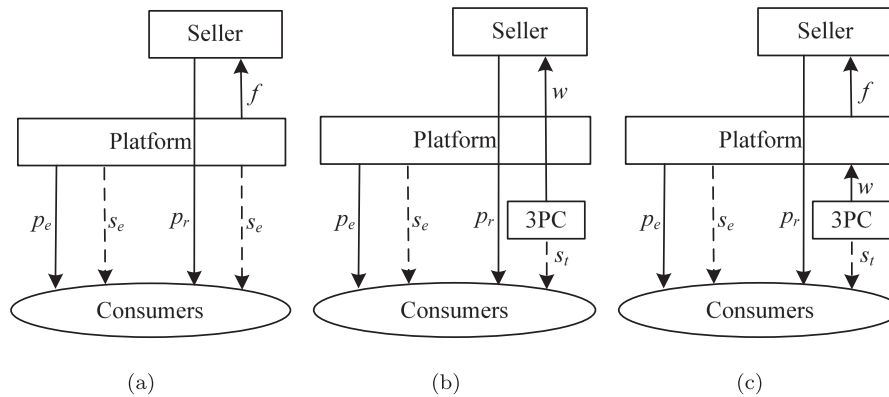 Seller
f
Platform
p_e
s_e
p_r
s_e
Consumers
(a)
Seller
w
Platform
p_e
s_e
p_r
3PC
s_t
Consumers
(b)
Seller
f
Platform
w
p_e
s_e
p_r
3PC
s_t
Consumers
(c)